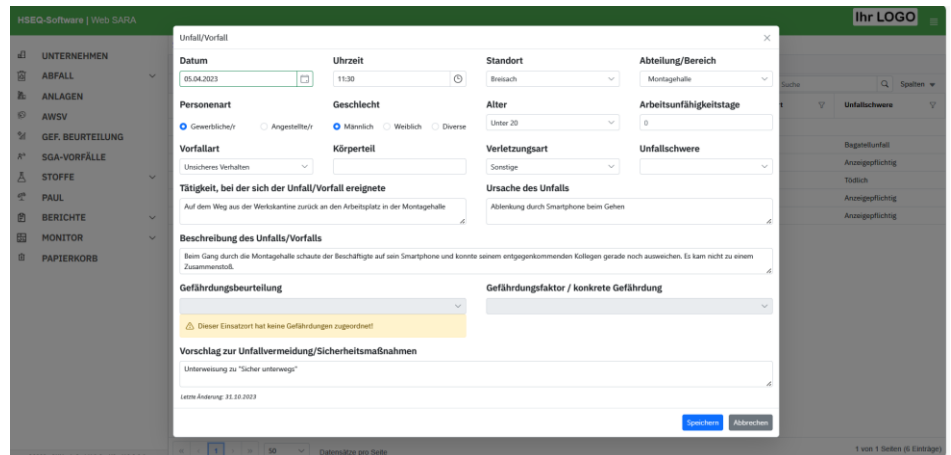 HSEQ-Software | Web SARA
Ihr LOGO
UNTERNEHMEN
ABFALL
ANLAGEN
AWSV
GEF. BEURTEILUNG
SGA-VORFÄLLE
STOFFE
PAUL
BERICHTE
MONITOR
PAPIERKORB
Unfall/Vorfall
Datum Uhrzeit Standort Abteilung/Bereich
05.04.2023 11:30 Breisach Montagehalle
Personenart Geschlecht Alter Arbeitsunfähigkeitstage
Gewerbliche/r Angestellte/r Männlich Weiblich Diverse Unter 20 0
Vorfallart Körperteil Verletzungsart Unfallschwere
Unsicheres Verhalten Sonstige
Tätigkeit, bei der sich der Unfall/Vorfall ereignete Ursache des Unfalls
Auf dem Weg aus der Werkskantine zurück an den Arbeitsplatz in der Montagehalle Ablenkung durch Smartphone beim Gehen
Beschreibung des Unfalls/Vorfalls
Beim Gang durch die Montagehalle schaute der Beschäftigte auf sein Smartphone und konnte seinem entgegenkommenden Kollegen gerade noch ausweichen. Es kam nicht zu einem
Zusammenstoß.
Gefährdungsbeurteilung Gefährdungsfaktor / konkrete Gefährdung
Dieser Einsatzort hat keine Gefährdungen zugeordnet!
Vorschlag zur Unfallvermeidung/Sicherheitsmaßnahmen
Unterweisung zu "Sicher unterwegs"
Letzte Änderung: 31.10.2023
Speichern Abbrechen
Suche Spalten
Unfallschwere
Bagatellunfall
Anzeigepflichtig
Tödlich
Anzeigepflichtig
Anzeigepflichtig
1 50 Datensätze pro Seite 1 von 1 Seiten (6 Einträge)